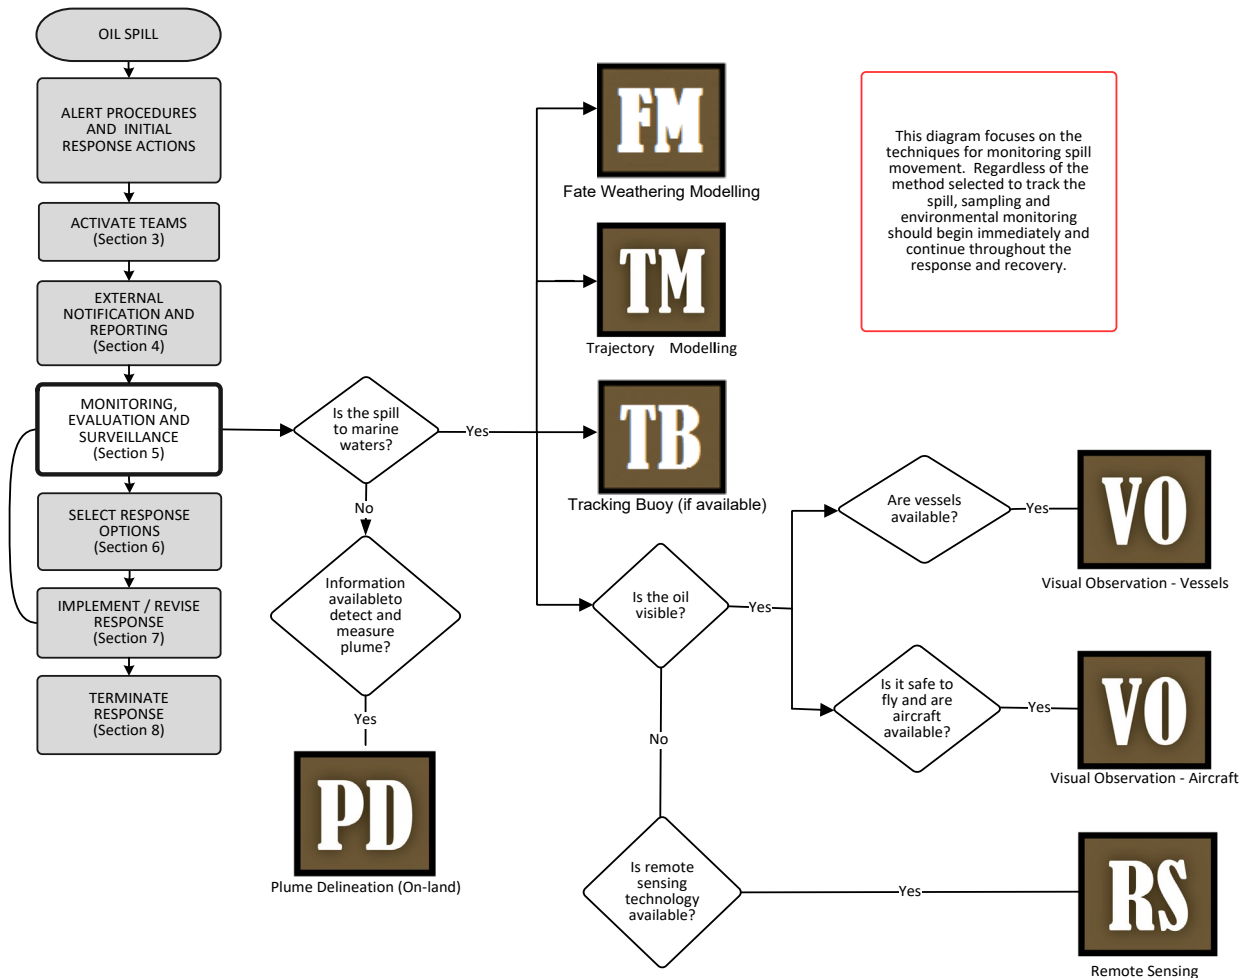 OIL SPILL
ALERT PROCEDURES
AND INITIAL
RESPONSE ACTIONS
ACTIVATE TEAMS
(Section 3)
EXTERNAL
NOTIFICATION AND
REPORTING
(Section 4)
MONITORING,
EVALUATION AND
SURVEILLANCE
(Section 5)
SELECT RESPONSE
OPTIONS
(Section 6)
IMPLEMENT / REVISE
RESPONSE
(Section 7)
TERMINATE
RESPONSE
(Section 8)
Is the spill
to marine
waters?
Yes
No
Information
availableto
detect and
measure
plume?
Yes
PD
Plume Delineation (On-land)
FM
Fate Weathering Modelling
TM
Trajectory Modelling
TB
Tracking Buoy (if available)
Is the oil
visible?
Yes
No
Are vessels
available?
Yes
VO
Visual Observation - Vessels
Is it safe to
fly and are
aircraft
available?
Yes
VO
Visual Observation - Aircraft
Is remote
sensing
technology
available?
Yes
RS
Remote Sensing
This diagram focuses on the
techniques for monitoring spill
movement. Regardless of the
method selected to track the
spill, sampling and
environmental monitoring
should begin immediately and
continue throughout the
response and recovery.